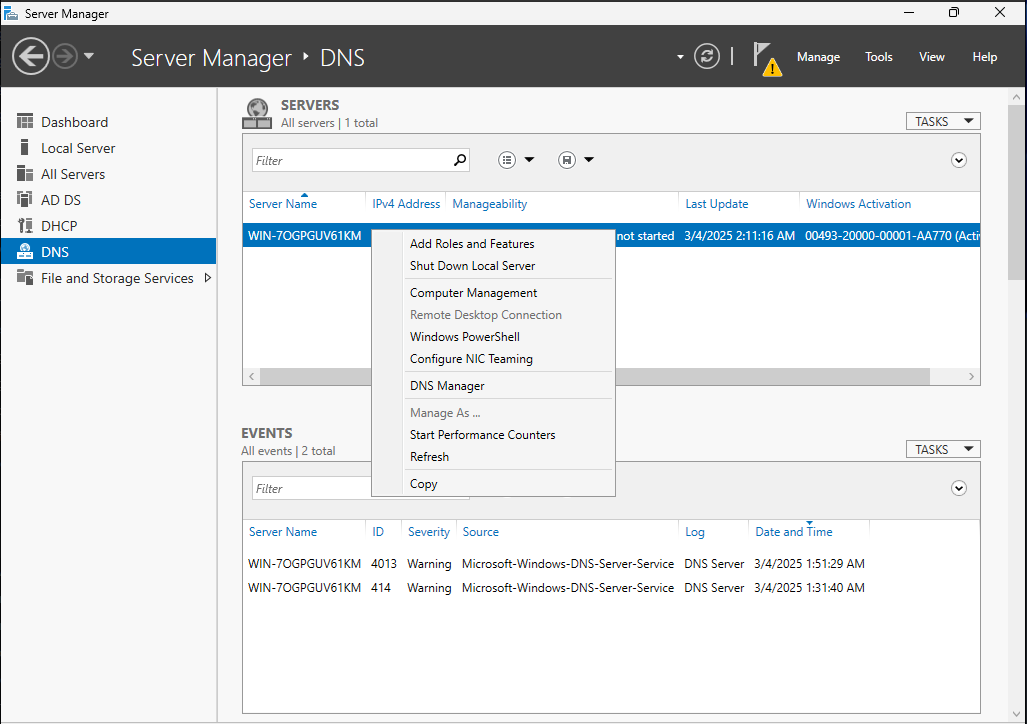 Server Manager
Server Manager DNS
Manage Tools View Help
Dashboard
Local Server
All Servers
AD DS
DHCP
DNS
File and Storage Services
SERVERS
All servers | 1 total
TASKS
Filter
Server Name IPv4 Address Manageability Last Update Windows Activation
WIN-7OGPGUV61KM not started 3/4/2025 2:11:16 AM 00493-20000-00001-AA770 (Acti
Add Roles and Features
Shut Down Local Server
Computer Management
Remote Desktop Connection
Windows PowerShell
Configure NIC Teaming
DNS Manager
Manage As ...
Start Performance Counters
Refresh
Copy
EVENTS
All events | 2 total
TASKS
Filter
Server Name ID Severity Source Log Date and Time
WIN-7OGPGUV61KM 4013 Warning Microsoft-Windows-DNS-Server-Service DNS Server 3/4/2025 1:51:29 AM
WIN-7OGPGUV61KM 414 Warning Microsoft-Windows-DNS-Server-Service DNS Server 3/4/2025 1:31:40 AM